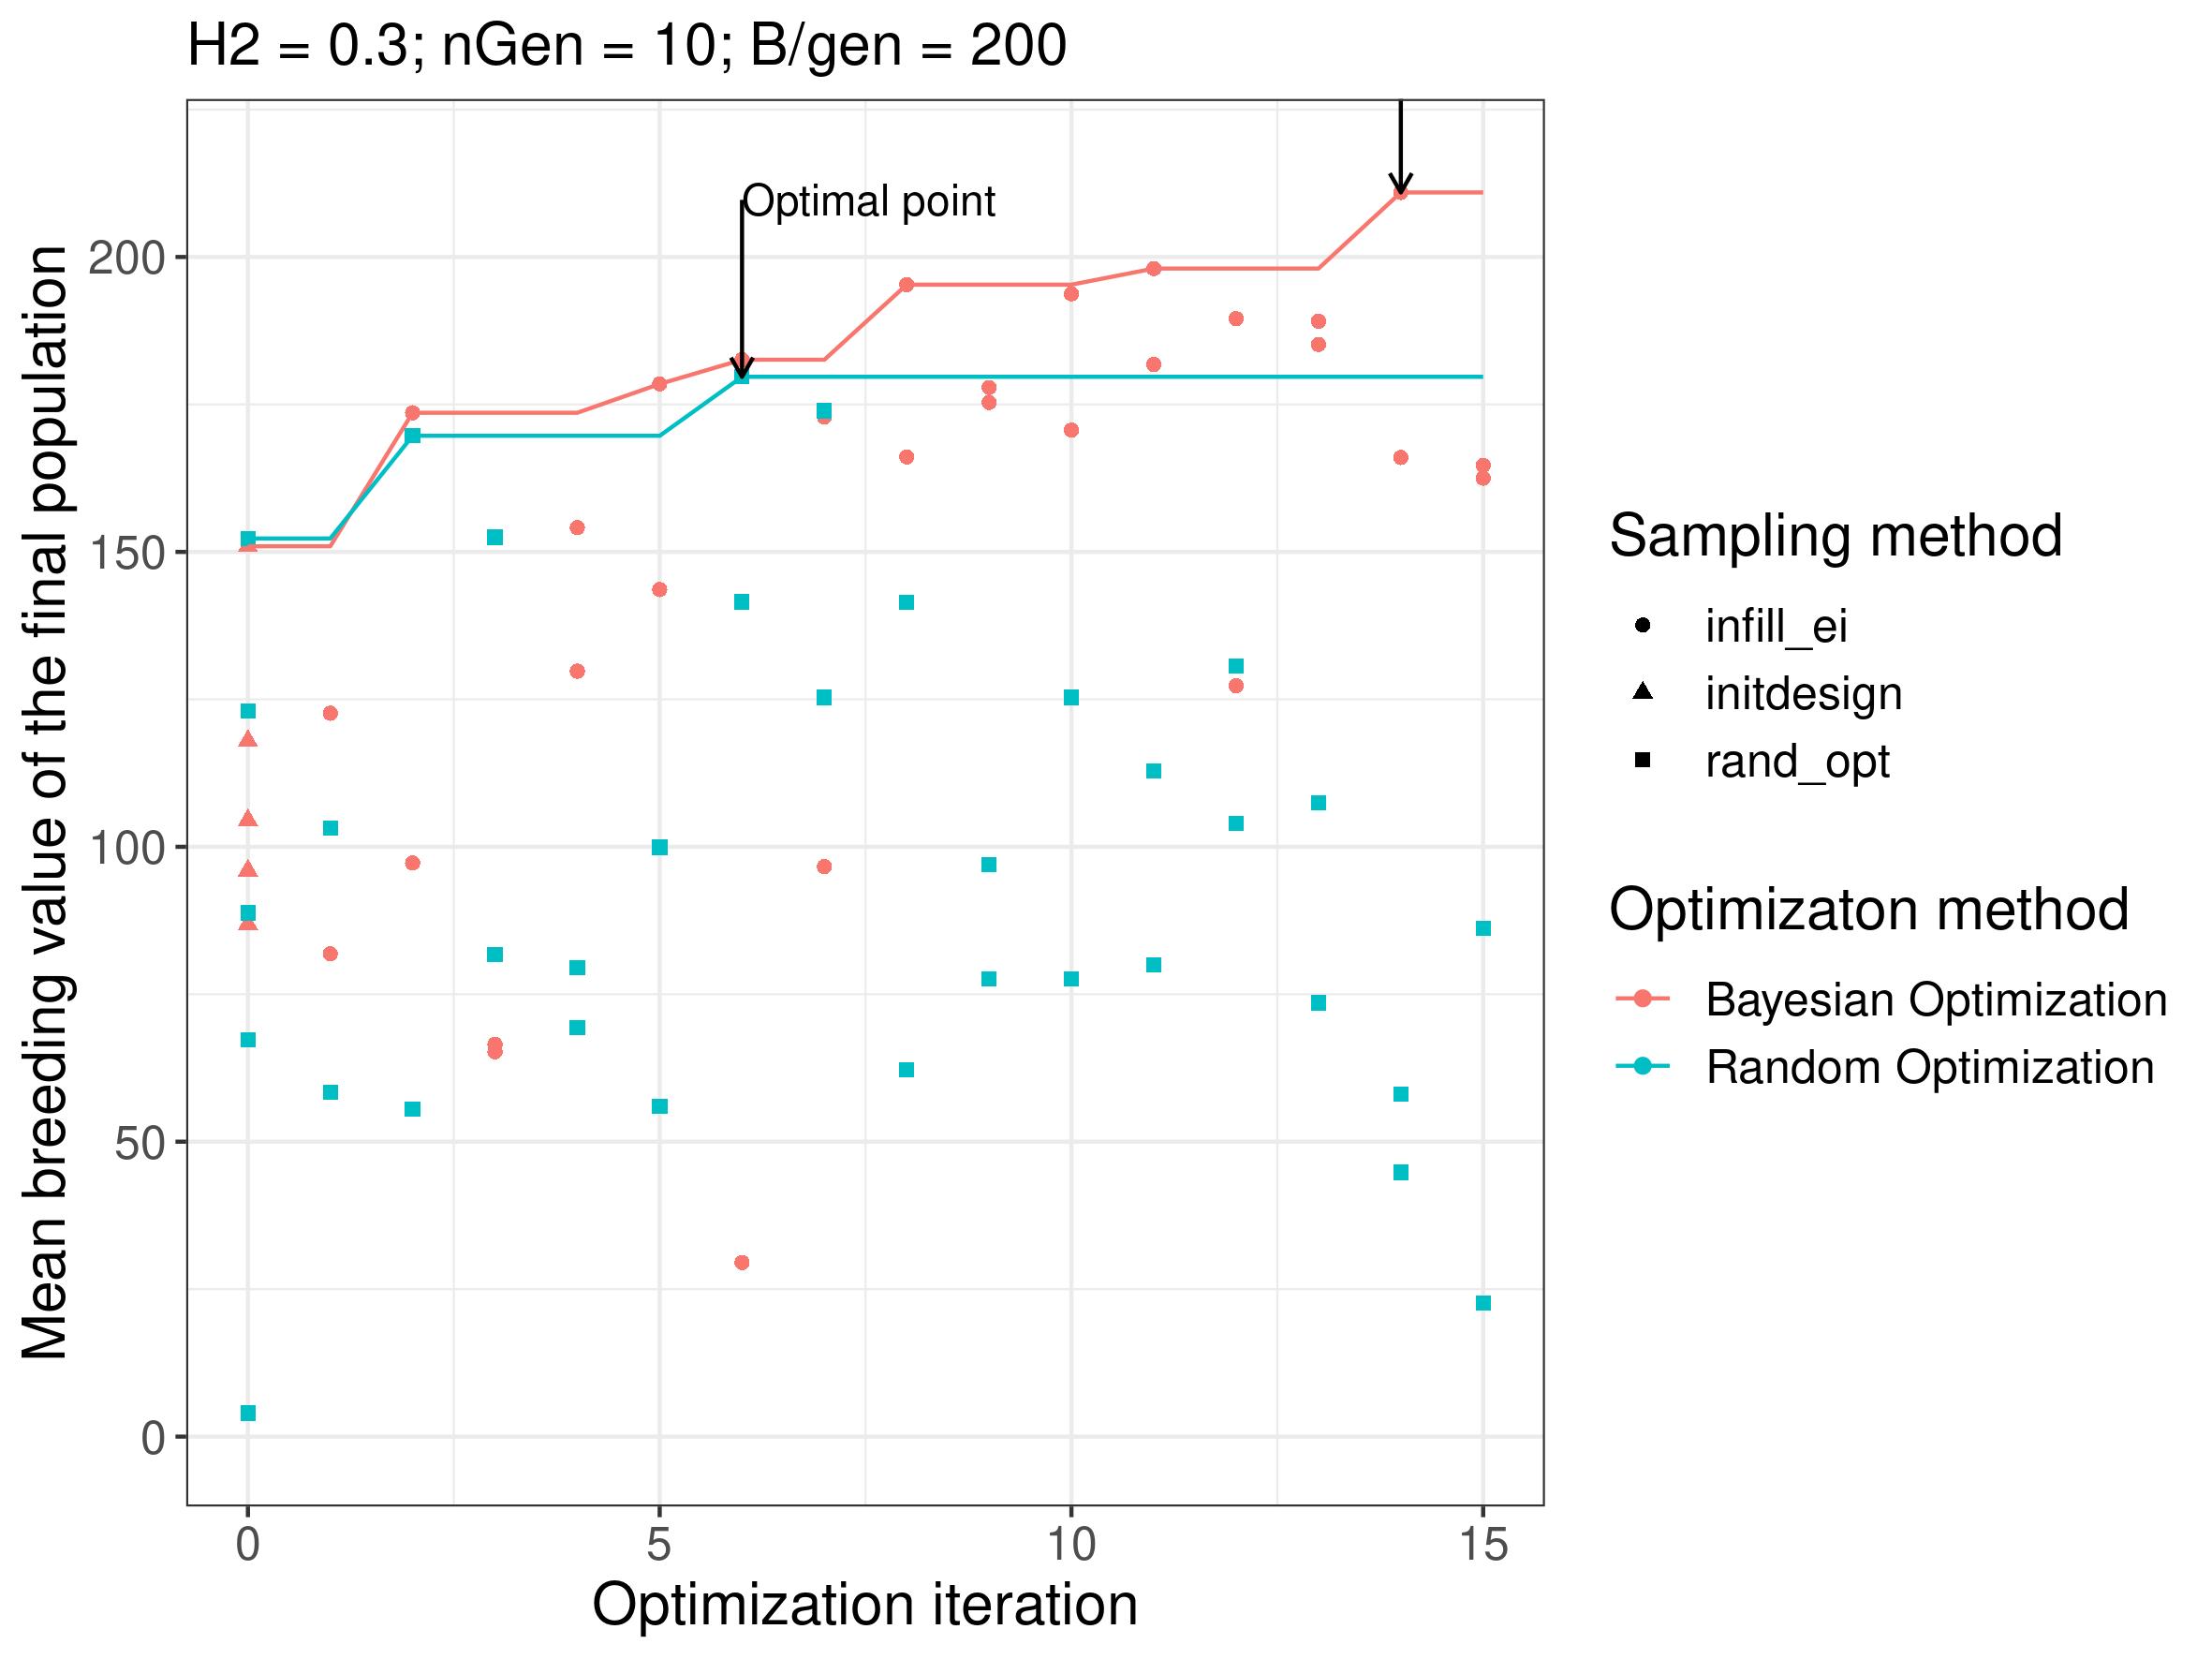 H2 = 0.3; nGen = 10; B/gen = 200
Mean breeding value of the final population
200
150
100
50
0
Optimal point
0
5
10
15
Optimization iteration
Sampling method
infill_ei
initdesign
rand_opt
Optimizaton method
Bayesian Optimization
Random Optimization